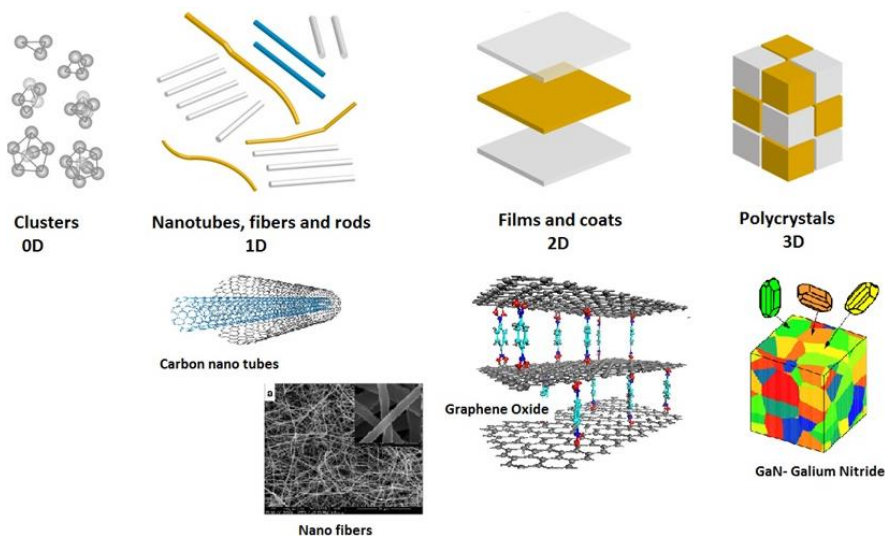 Clusters
0D
Nanotubes, fibers and rods
1D
Films and coats
2D
Polycrystals
3D
Carbon nano tubes
a
Nano fibers
Graphene Oxide
GaN- Galium Nitride